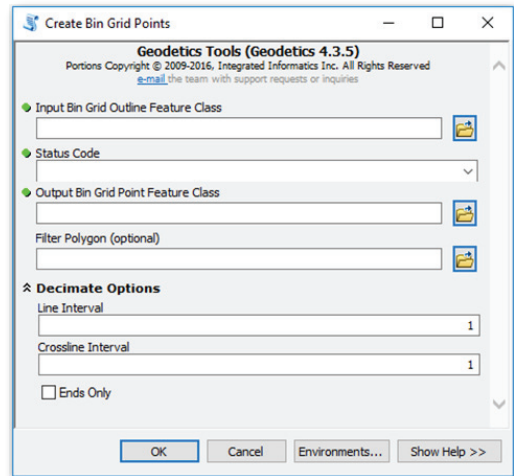 Create Bin Grid Points
Geodetics Tools (Geodetics 4.3.5)
Portions Copyright © 2009-2016, Integrated Informatics Inc. All Rights Reserved
e-mail the team with support requests or inquiries
Input Bin Grid Outline Feature Class
Status Code
Output Bin Grid Point Feature Class
Filter Polygon (optional)
Decimate Options
Line Interval
1
Crossline Interval
1
Ends Only
OK Cancel Environments... Show Help >>